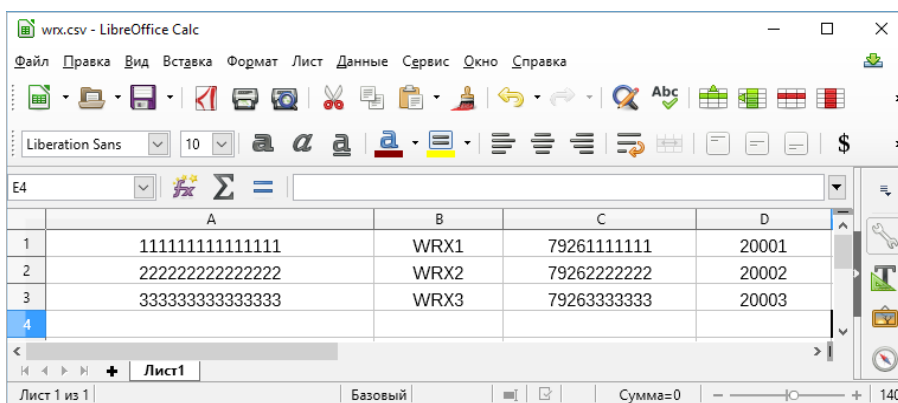 wrx.csv - LibreOffice Calc
Файл Правка Вид Вставка Формат Лист Данные Сервис Окно Справка
Abc
Liberation Sans 10 a a a a $
E4 fx Σ =
A B C D
1 111111111111111 WRX1 79261111111 20001
2 222222222222222 WRX2 79262222222 20002
3 333333333333333 WRX3 79263333333 20003
4
Лист1
Лист 1 из 1 Базовый Сумма=0 140